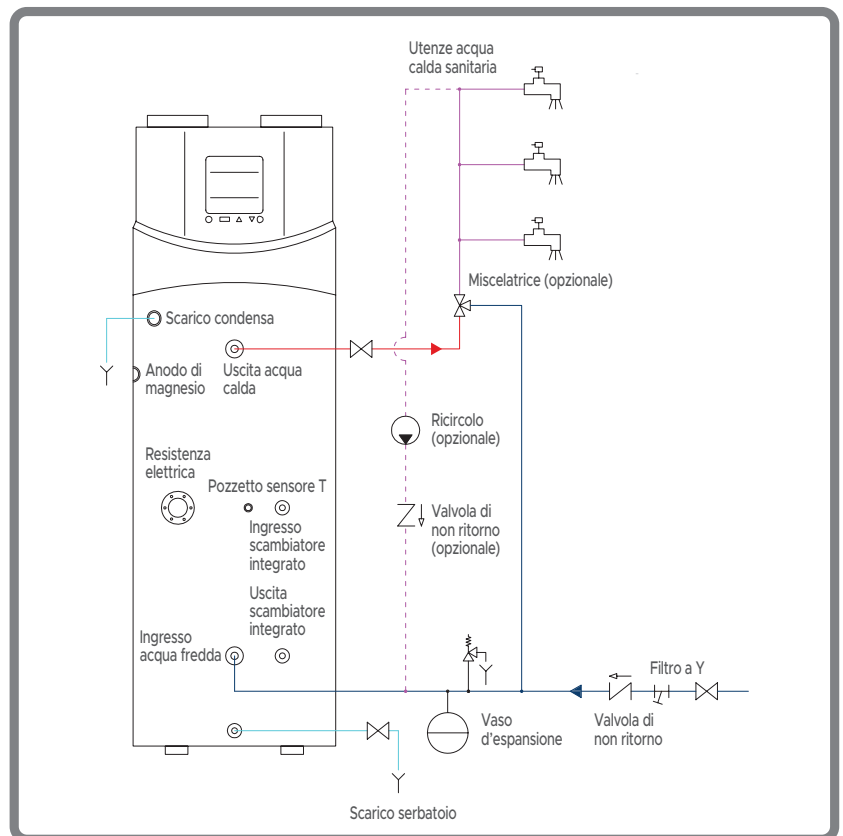 Utenze acqua
calda sanitaria
Miscelatrice (opzionale)
Scarico condensa
Anodo di
magnesio
Uscita acqua
calda
Ricircolo
(opzionale)
Resistenza
elettrica
Pozzetto sensore T
Ingresso
scambiatore
integrato
Valvola di
non ritorno
(opzionale)
Uscita
scambiatore
integrato
Ingresso
acqua fredda
Filtro a Y
Vaso
d'espansione
Valvola di
non ritorno
Scarico serbatoio